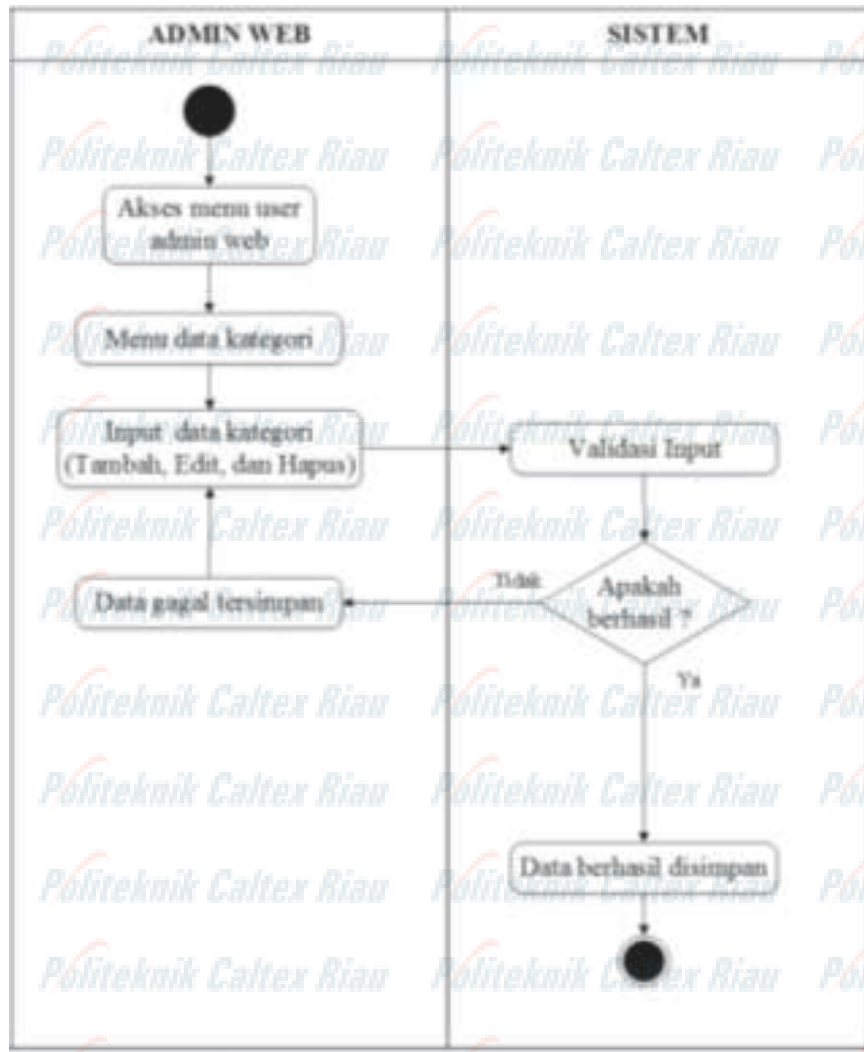 ADMIN WEB
SISTEM
Akses menu user
admin web
Menu data kategori
Input data kategori
(Tambah, Edit, dan Hapus)
Validasi Input
Tidak
Apakah
berhasil ?
Data gagal tersimpan
Ya
Data berhasil disimpan
Politeknik Caltex Riau